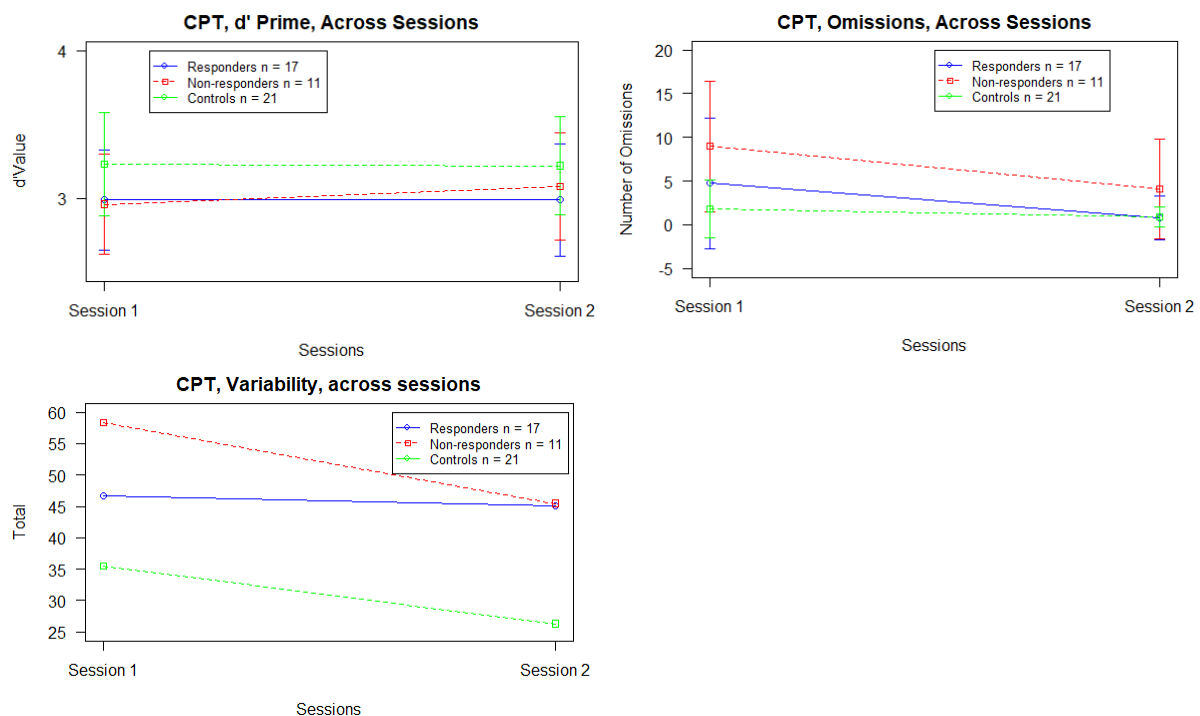 CPT, d' Prime, Across Sessions
4
3
d'Value
Responders n = 17
Non-responders n = 11
Controls n = 21
Session 1
Session 2
Sessions
CPT, Omissions, Across Sessions
20
15
10
5
0
-5
Number of Omissions
Responders n = 17
Non-responders n = 11
Controls n = 21
Session 1
Session 2
Sessions
CPT, Variability, across sessions
60
55
50
45
40
35
30
25
Total
Responders n = 17
Non-responders n = 11
Controls n = 21
Session 1
Session 2
Sessions